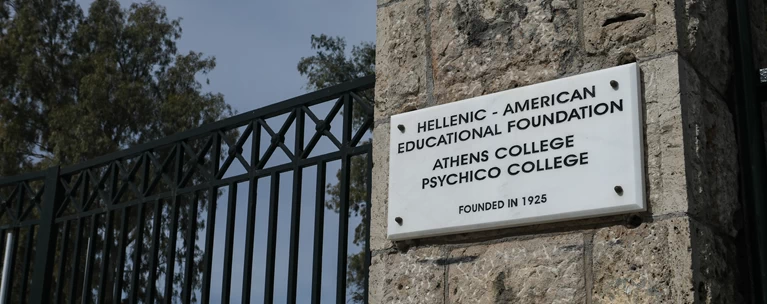 HELLENIC - AMERICAN
EDUCATIONAL FOUNDATION
ATHENS COLLEGE
PSYCHICO COLLEGE
FOUNDED IN 1925